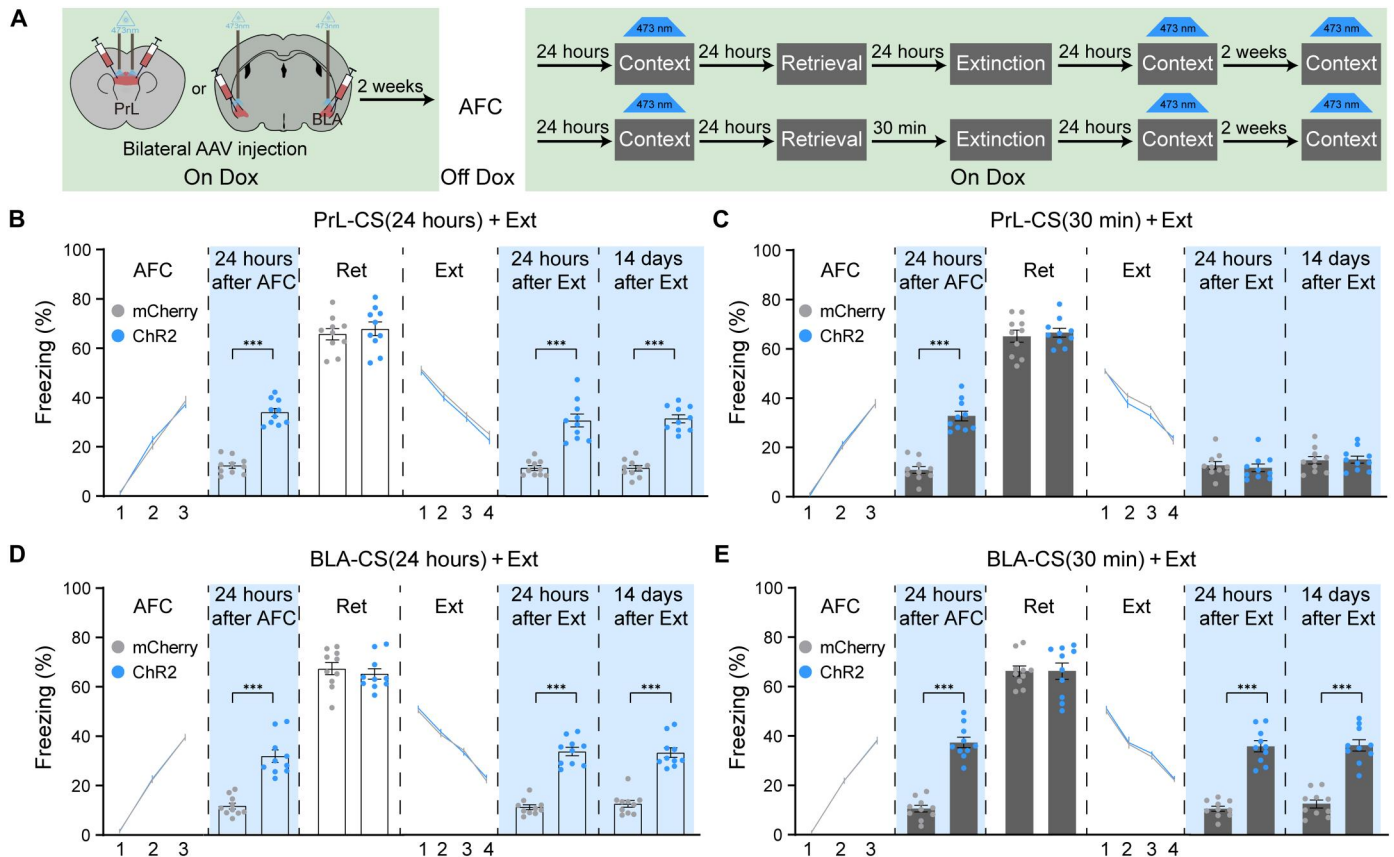 A
473nm
473nm
473nm
PrL
or
BLA
Bilateral AAV injection
On Dox
2 weeks
AFC
Off Dox
473 nm
473 nm
473 nm
24 hours
Context
24 hours
Retrieval
24 hours
Extinction
24 hours
Context
2 weeks
Context
473 nm
473 nm
473 nm
24 hours
Context
24 hours
Retrieval
30 min
Extinction
24 hours
Context
2 weeks
Context
On Dox
B
PrL-CS(24 hours) + Ext
Freezing (%)
100
80
60
40
20
0
AFC
24 hours
after AFC
Ret
Ext
24 hours
after Ext
14 days
after Ext
mCherry
ChR2
***
***
***
1 2 3
1 2 3 4
C
PrL-CS(30 min) + Ext
Freezing (%)
100
80
60
40
20
0
AFC
24 hours
after AFC
Ret
Ext
24 hours
after Ext
14 days
after Ext
mCherry
ChR2
***
1 2 3
1 2 3 4
D
BLA-CS(24 hours) + Ext
Freezing (%)
100
80
60
40
20
0
AFC
24 hours
after AFC
Ret
Ext
24 hours
after Ext
14 days
after Ext
mCherry
ChR2
***
***
***
1 2 3
1 2 3 4
E
BLA-CS(30 min) + Ext
Freezing (%)
100
80
60
40
20
0
AFC
24 hours
after AFC
Ret
Ext
24 hours
after Ext
14 days
after Ext
mCherry
ChR2
***
***
***
1 2 3
1 2 3 4